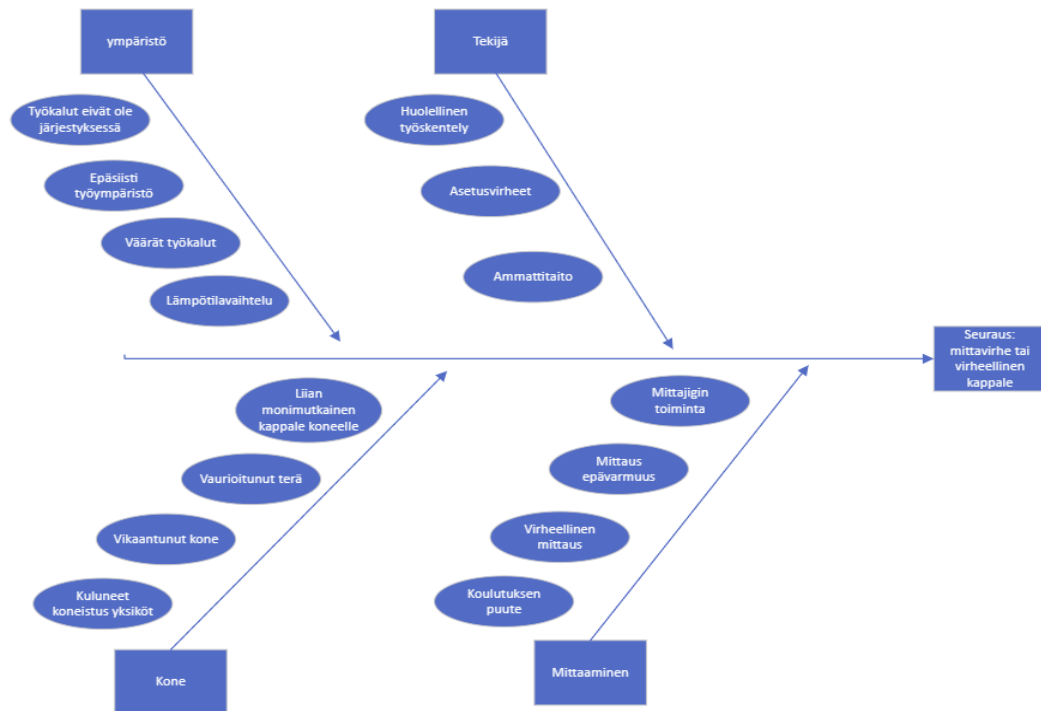 ympäristö
Tekijä
Työkalut eivät ole
järjestyksessä
Huolellinen
työskentely
Epäsiisti
työympäristö
Asetusvirheet
Väärät työkalut
Ammattitaito
Lämpötilavaihtelu
Seuraus:
mittavirhe tai
virheellinen
kappale
Liian
monimutkainen
kappale koneelle
Mittajigin
toiminta
Vaurioitunut terä
Mittaus
epävarmuus
Vikaantunut kone
Virheellinen
mittaus
Kuluneet
koneistus yksiköt
Koulutuksen
puute
Kone
Mittaaminen